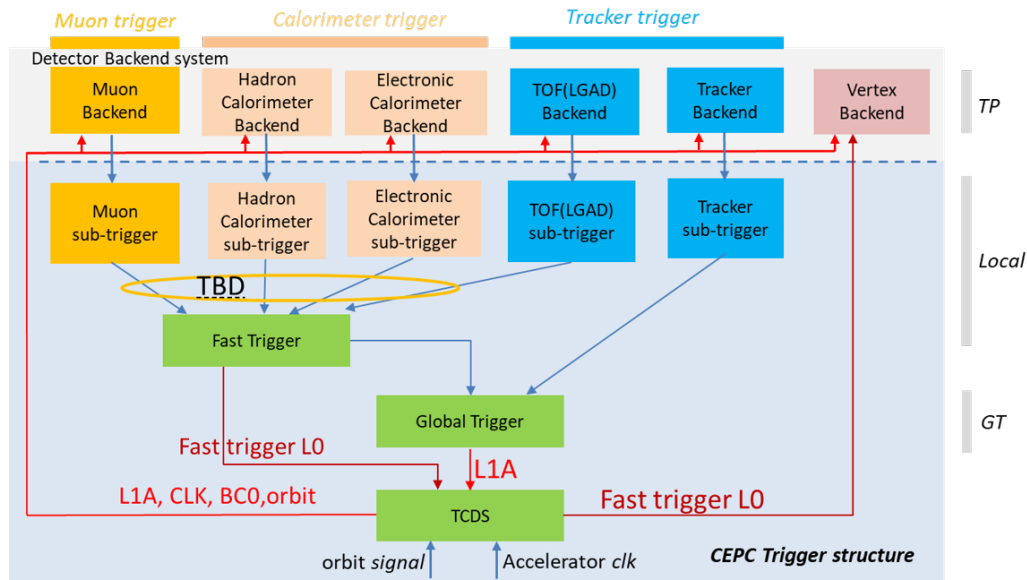 Muon trigger
Calorimeter trigger
Tracker trigger
Detector Backend system
Muon
Backend
Hadron
Calorimeter
Backend
Electronic
Calorimeter
Backend
TOF(LGAD)
Backend
Tracker
Backend
Vertex
Backend
TP
Muon
sub-trigger
Hadron
Calorimeter
sub-trigger
Electronic
Calorimeter
sub-trigger
TOF(LGAD)
sub-trigger
Tracker
sub-trigger
Local
TBD
Fast Trigger
Global Trigger
GT
Fast trigger L0
L1A
L1A, CLK, BC0,orbit
TCDS
Fast trigger L0
orbit signal
Accelerator clk
CEPC Trigger structure